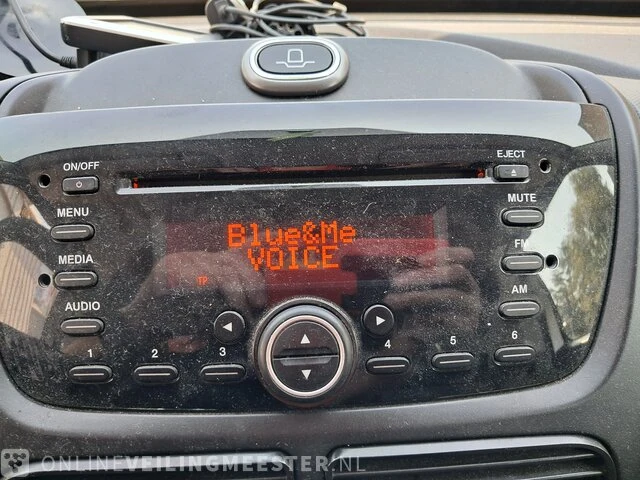 ON/OFF
EJECT
MENU
MUTE
MEDIA
FM
AUDIO
AM
Blue&Me
VOICE
TP
1 2 3 4 5 6
ONLINEVEILINGMEESTER.NL